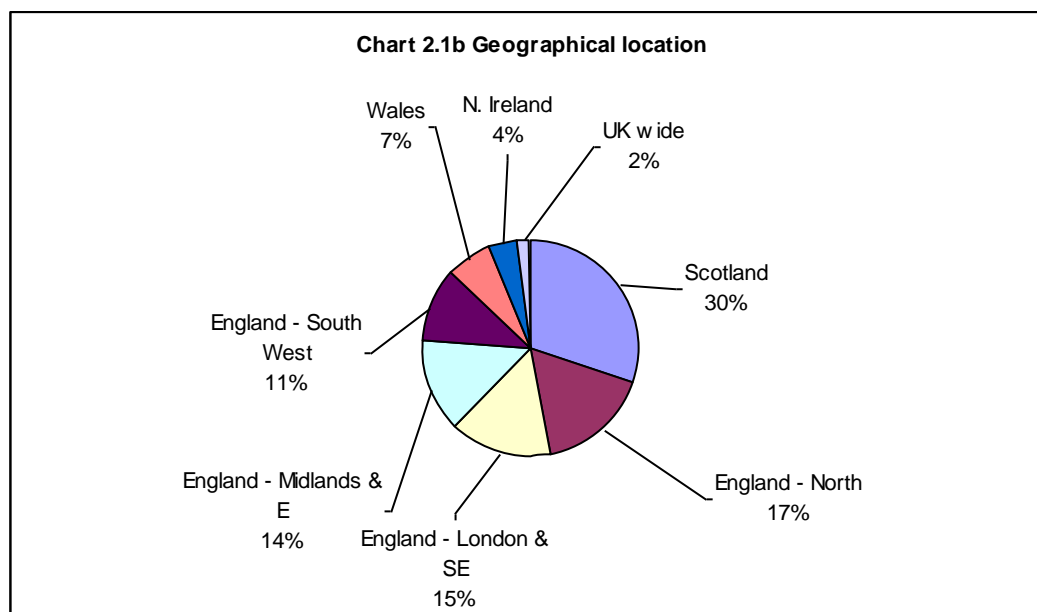 Chart 2.1b Geographical location
N. Ireland
4%
Wales
7%
UK wide
2%
Scotland
30%
England - South
West
11%
England - North
17%
England - Midlands &
E
14%
England - London &
SE
15%